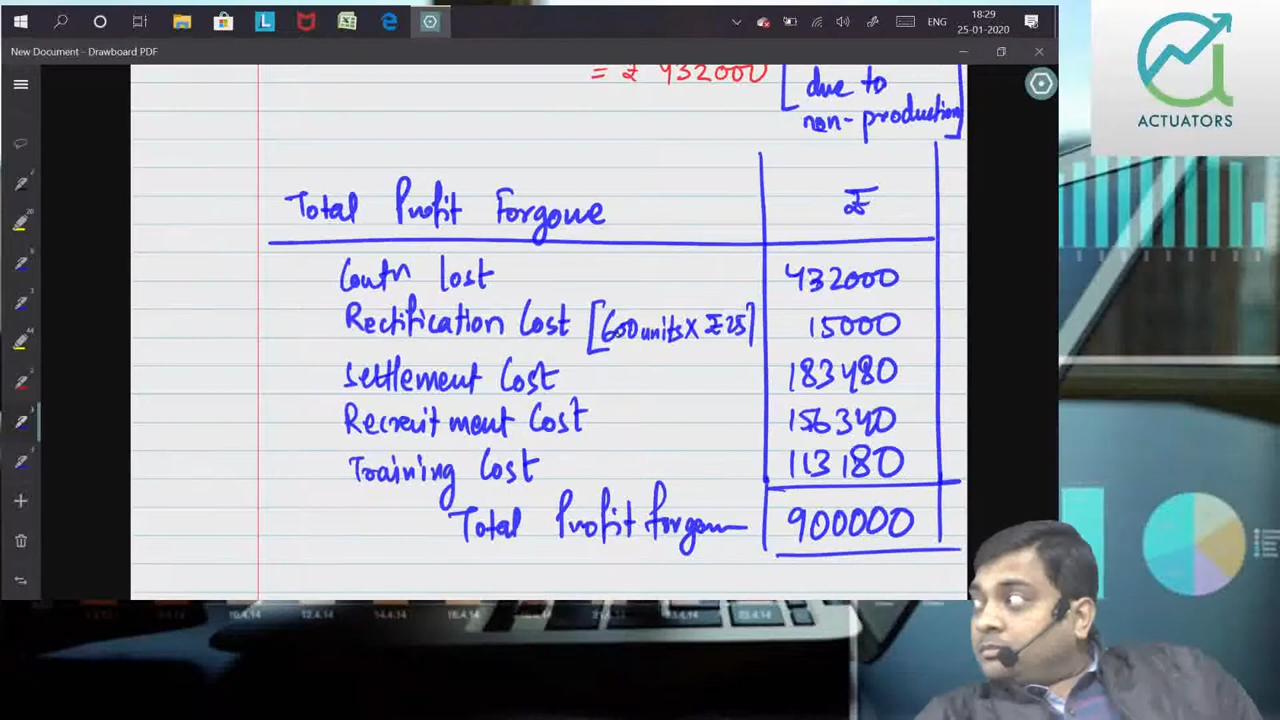 18:29
ENG
25-01-2020
New Document - Drawboard PDF
= ₹ 432000
[due to
non-production]
ACTUATORS
Total Profit Forgone ₹
Contn lost 432000
Rectification Cost [600 units X ₹ 25] 15000
Settlement Cost 183480
Recruitment Cost 156340
Training Cost 113180
Total Profit forgone 900000